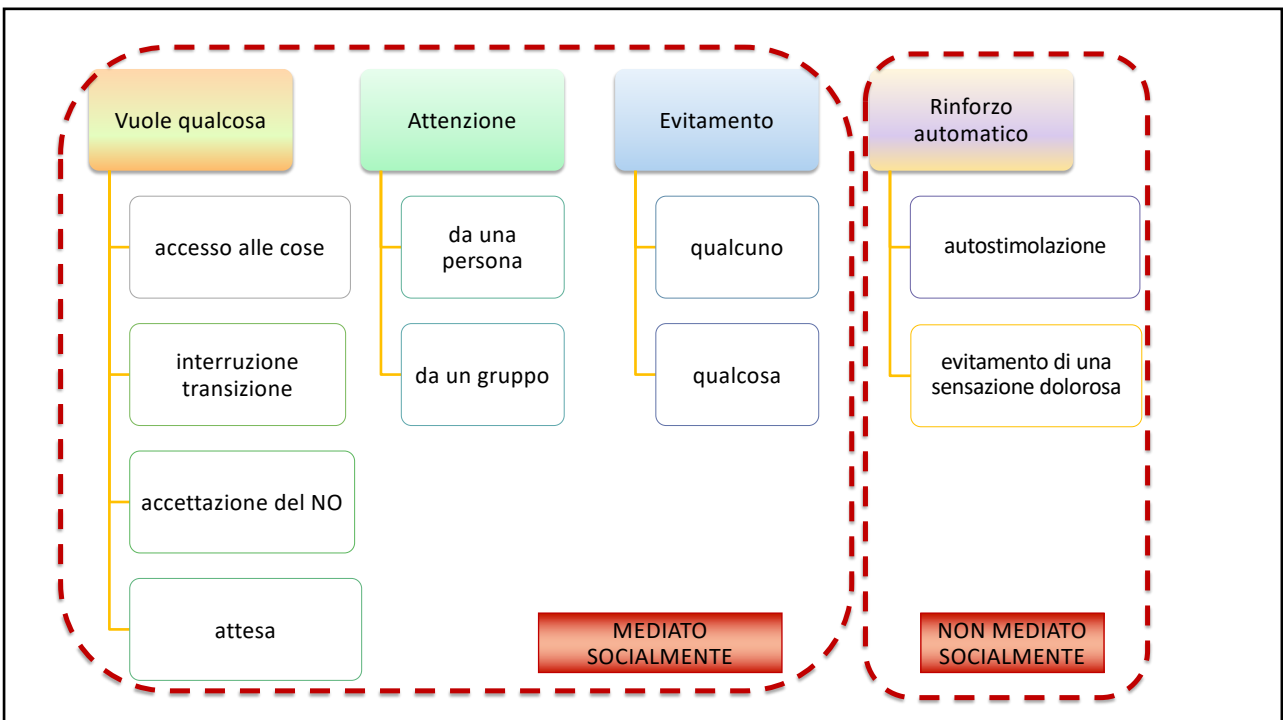 Vuole qualcosa
accesso alle cose
interruzione
transizione
accettazione del NO
attesa
Attenzione
da una
persona
da un gruppo
Evitamento
qualcuno
qualcosa
MEDIATO
SOCIALMENTE
Rinforzo
automatico
autostimolazione
evitamento di una
sensazione dolorosa
NON MEDIATO
SOCIALMENTE